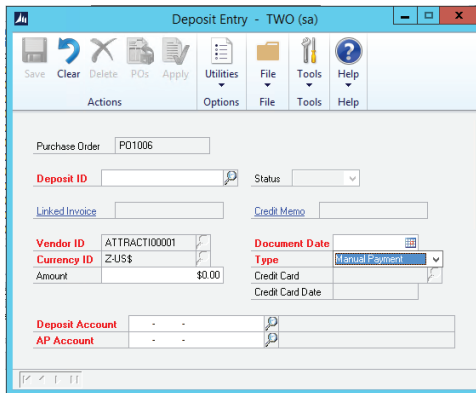 Deposit Entry - TWO (sa)
Save Clear Delete POs Apply Utilities File Tools Help
Actions Options File Tools Help
Purchase Order PO1006
Deposit ID Status
Linked Invoice Credit Memo
Vendor ID ATTRACTI00001 Document Date
Currency ID Z-US$ Type Manual Payment
Amount $0.00 Credit Card
Credit Card Date
Deposit Account - -
AP Account - -